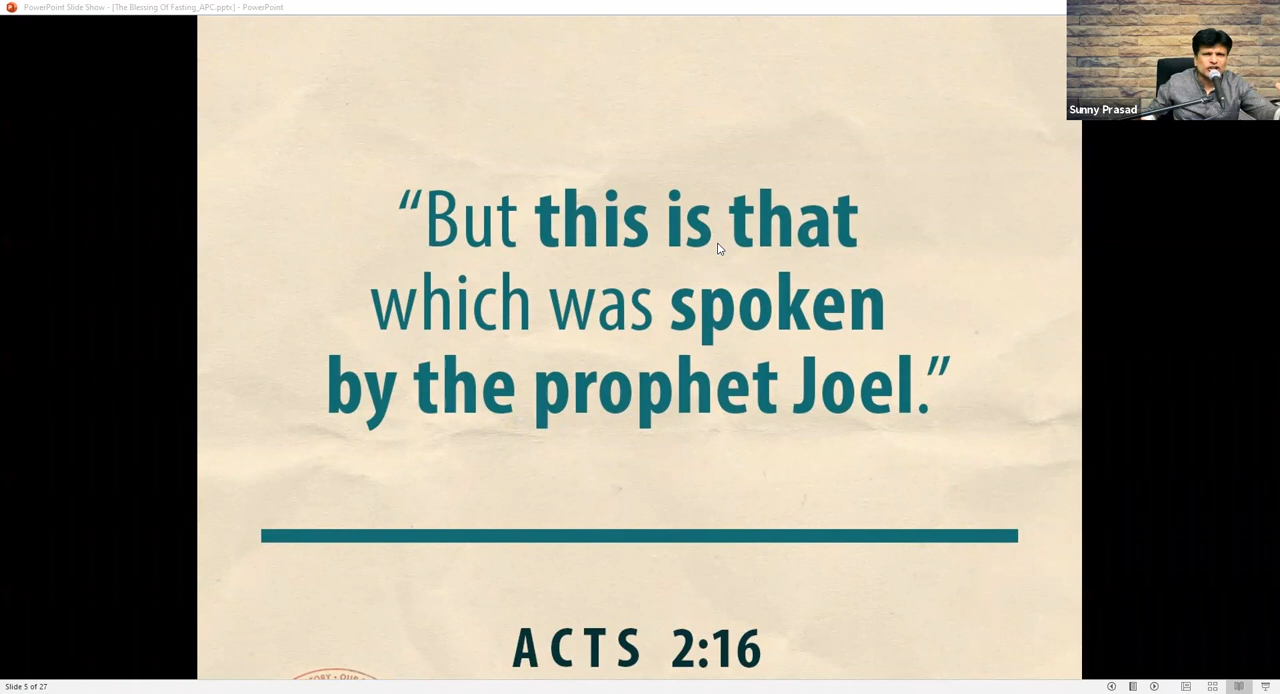 PowerPoint Slide Show - [The Blessing Of Fasting_APC.pptx] - PowerPoint
Sunny Prasad
“But this is that
which was spoken
by the prophet Joel.”
ACTS 2:16
Slide 5 of 27